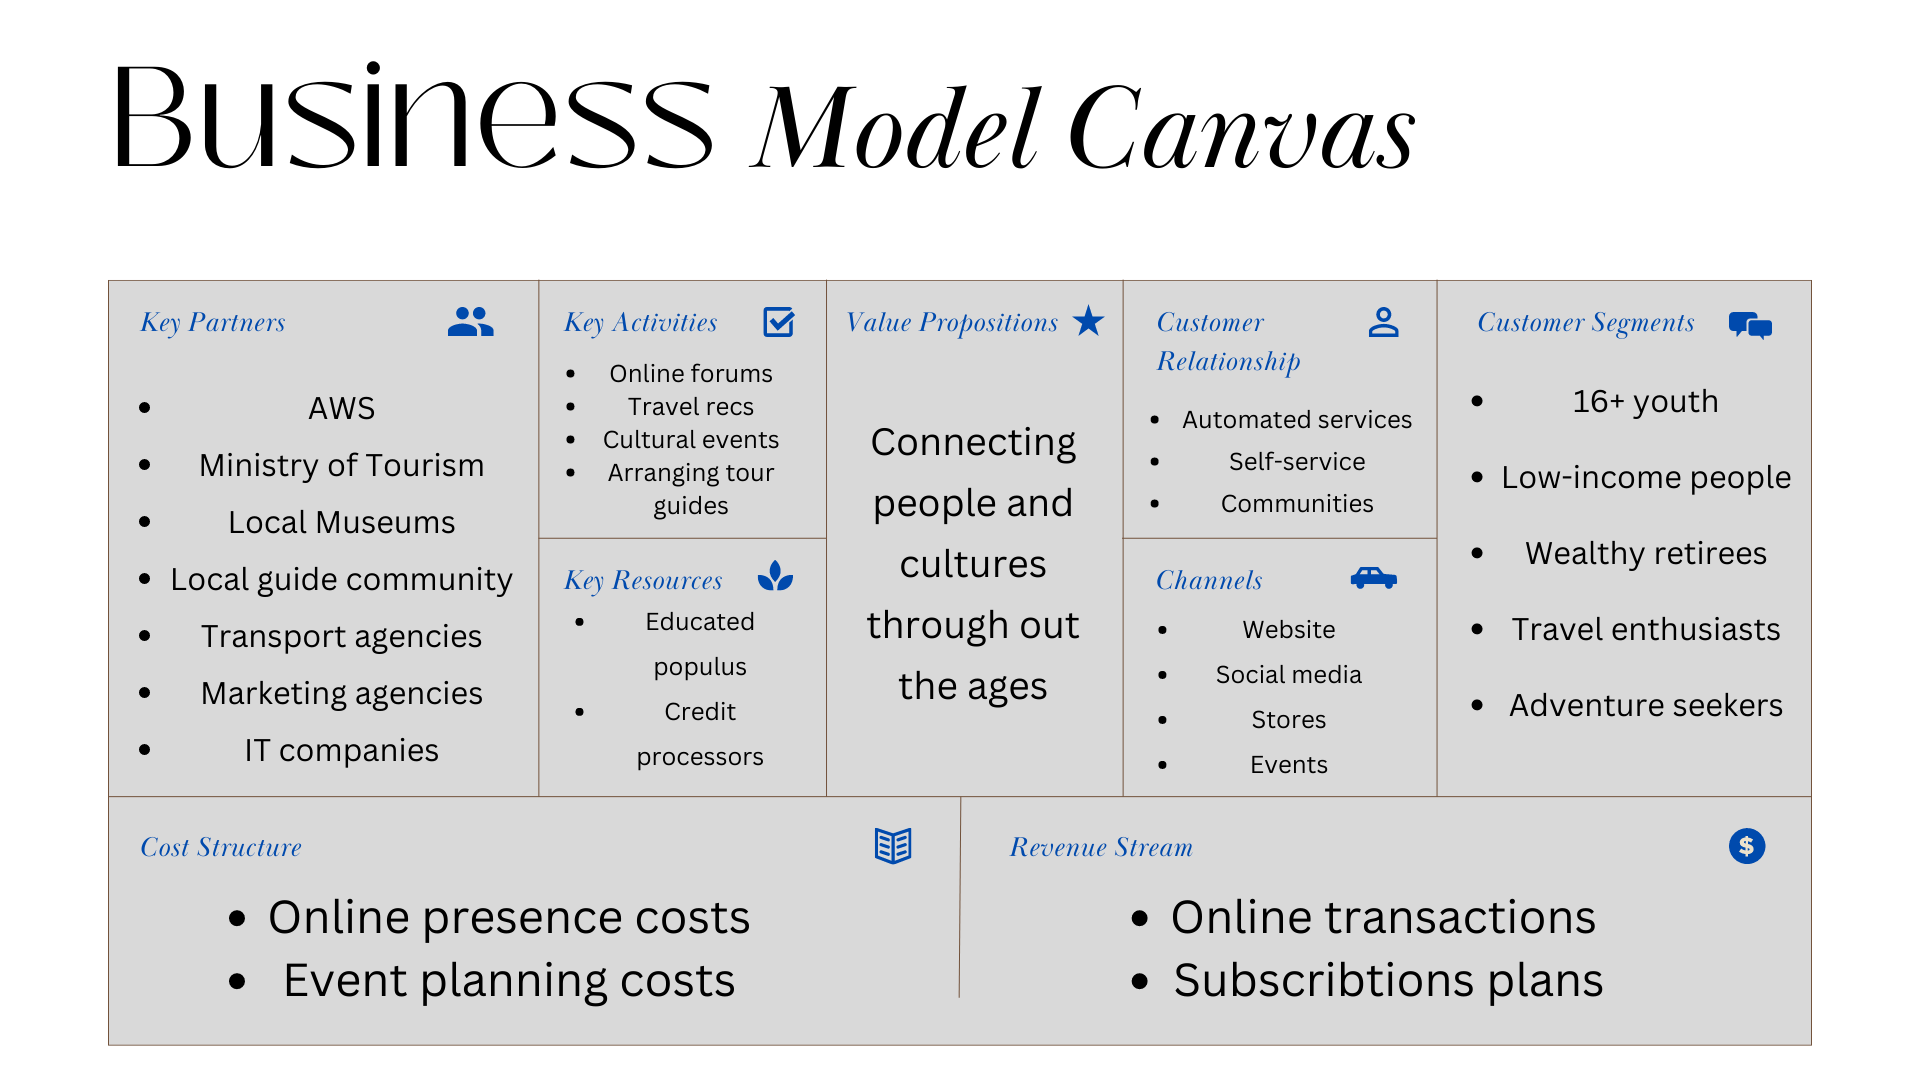 Business Model Canvas
Key Partners
AWS
Ministry of Tourism
Local Museums
Local guide community
Transport agencies
Marketing agencies
IT companies
Key Activities
Online forums
Travel recs
Cultural events
Arranging tour
guides
Key Resources
Educated
populus
Credit
processors
Value Propositions
Connecting
people and
cultures
through out
the ages
Customer
Relationship
Automated services
Self-service
Communities
Channels
Website
Social media
Stores
Events
Customer Segments
16+ youth
Low-income people
Wealthy retirees
Travel enthusiasts
Adventure seekers
Cost Structure
Online presence costs
Event planning costs
Revenue Stream
$
Online transactions
Subscribtions plans